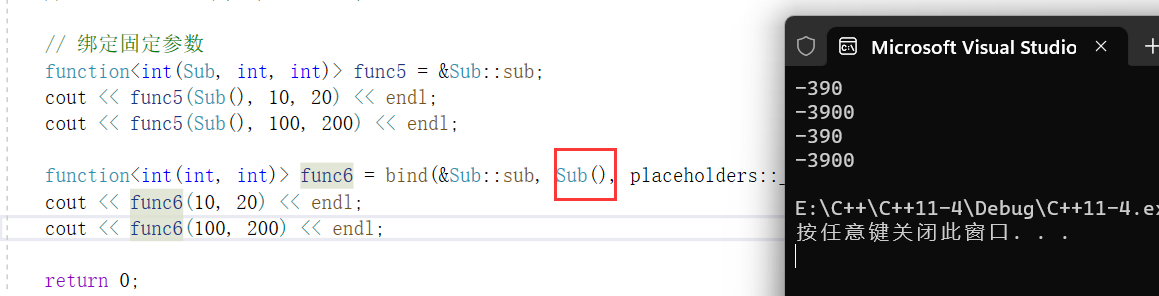 // 绑定固定参数
function<int(Sub, int, int)> func5 = &Sub::sub;
cout << func5(Sub(), 10, 20) << endl;
cout << func5(Sub(), 100, 200) << endl;
function<int(int, int)> func6 = bind(&Sub::sub, Sub(), placeholders::_
cout << func6(10, 20) << endl;
cout << func6(100, 200) << endl;
return 0;
Microsoft Visual Studio
-390
-3900
-390
-3900
E:\C++\C++11-4\Debug\C++11-4.ex
按任意键关闭此窗口. . .